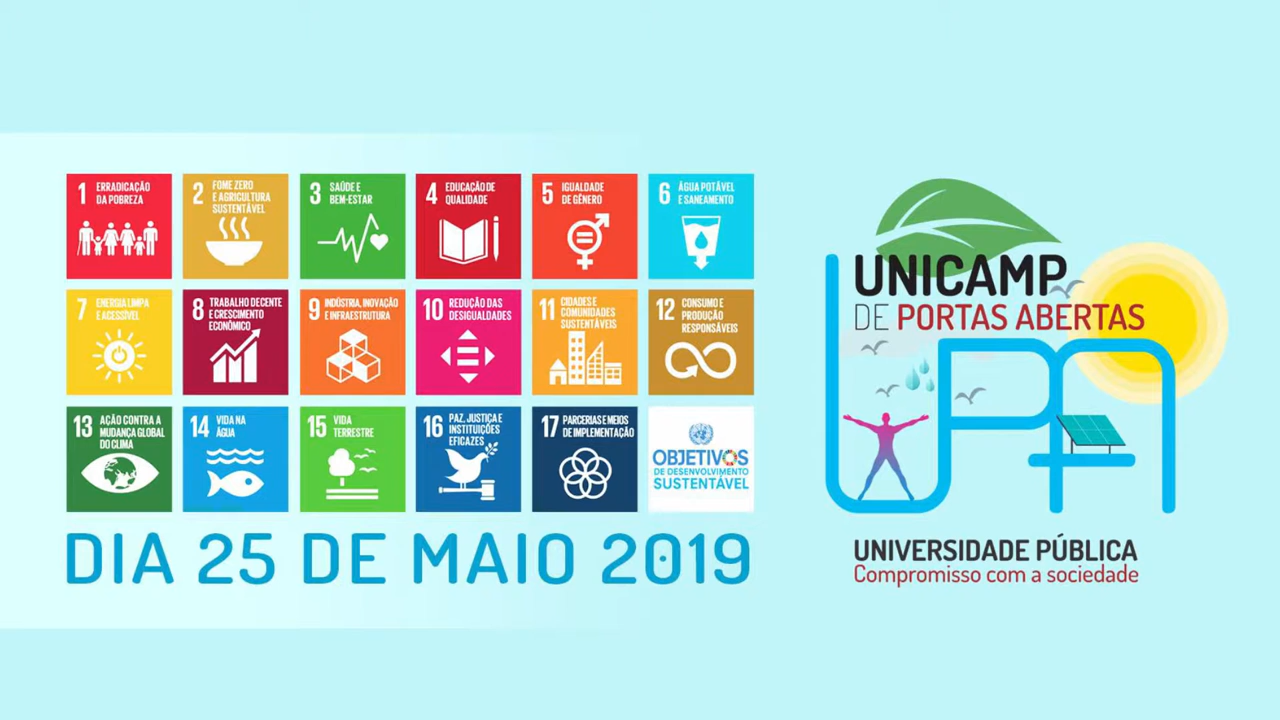 1 ERRADICAÇÃO
DA POBREZA
2 FOME ZERO
E AGRICULTURA
SUSTENTÁVEL
3 SAÚDE E
BEM-ESTAR
4 EDUCAÇÃO DE
QUALIDADE
5 IGUALDADE
DE GÊNERO
6 ÁGUA POTÁVEL
E SANEAMENTO
7 ENERGIA LIMPA
E ACESSÍVEL
8 TRABALHO DECENTE
E CRESCIMENTO
ECONÔMICO
9 INDÚSTRIA, INOVAÇÃO
E INFRAESTRUTURA
10 REDUÇÃO DAS
DESIGUALDADES
11 CIDADES E
COMUNIDADES
SUSTENTÁVEIS
12 CONSUMO E
PRODUÇÃO
RESPONSÁVEIS
13 AÇÃO CONTRA A
MUDANÇA GLOBAL
DO CLIMA
14 VIDA NA
ÁGUA
15 VIDA
TERRESTRE
16 PAZ, JUSTIÇA E
INSTITUIÇÕES
EFICAZES
17 PARCERIAS E MEIOS
DE IMPLEMENTAÇÃO
OBJETIVOS
DE DESENVOLVIMENTO
SUSTENTÁVEL
DIA 25 DE MAIO 2019
UNICAMP
DE PORTAS ABERTAS
UPA
UNIVERSIDADE PÚBLICA
Compromisso com a sociedade